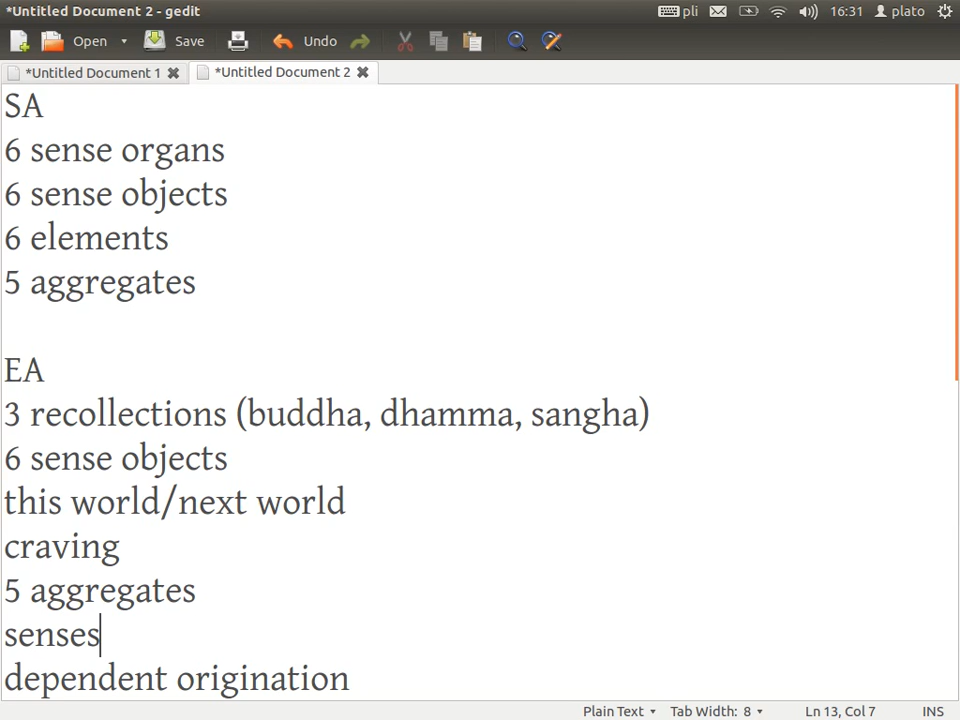 *Untitled Document 2 - gedit pli 16:31 plato
Open Save Undo
*Untitled Document 1 *Untitled Document 2
SA
6 sense organs
6 sense objects
6 elements
5 aggregates
EA
3 recollections (buddha, dhamma, sangha)
6 sense objects
this world/next world
craving
5 aggregates
senses
dependent origination
Plain Text Tab Width: 8 Ln 13, Col 7 INS